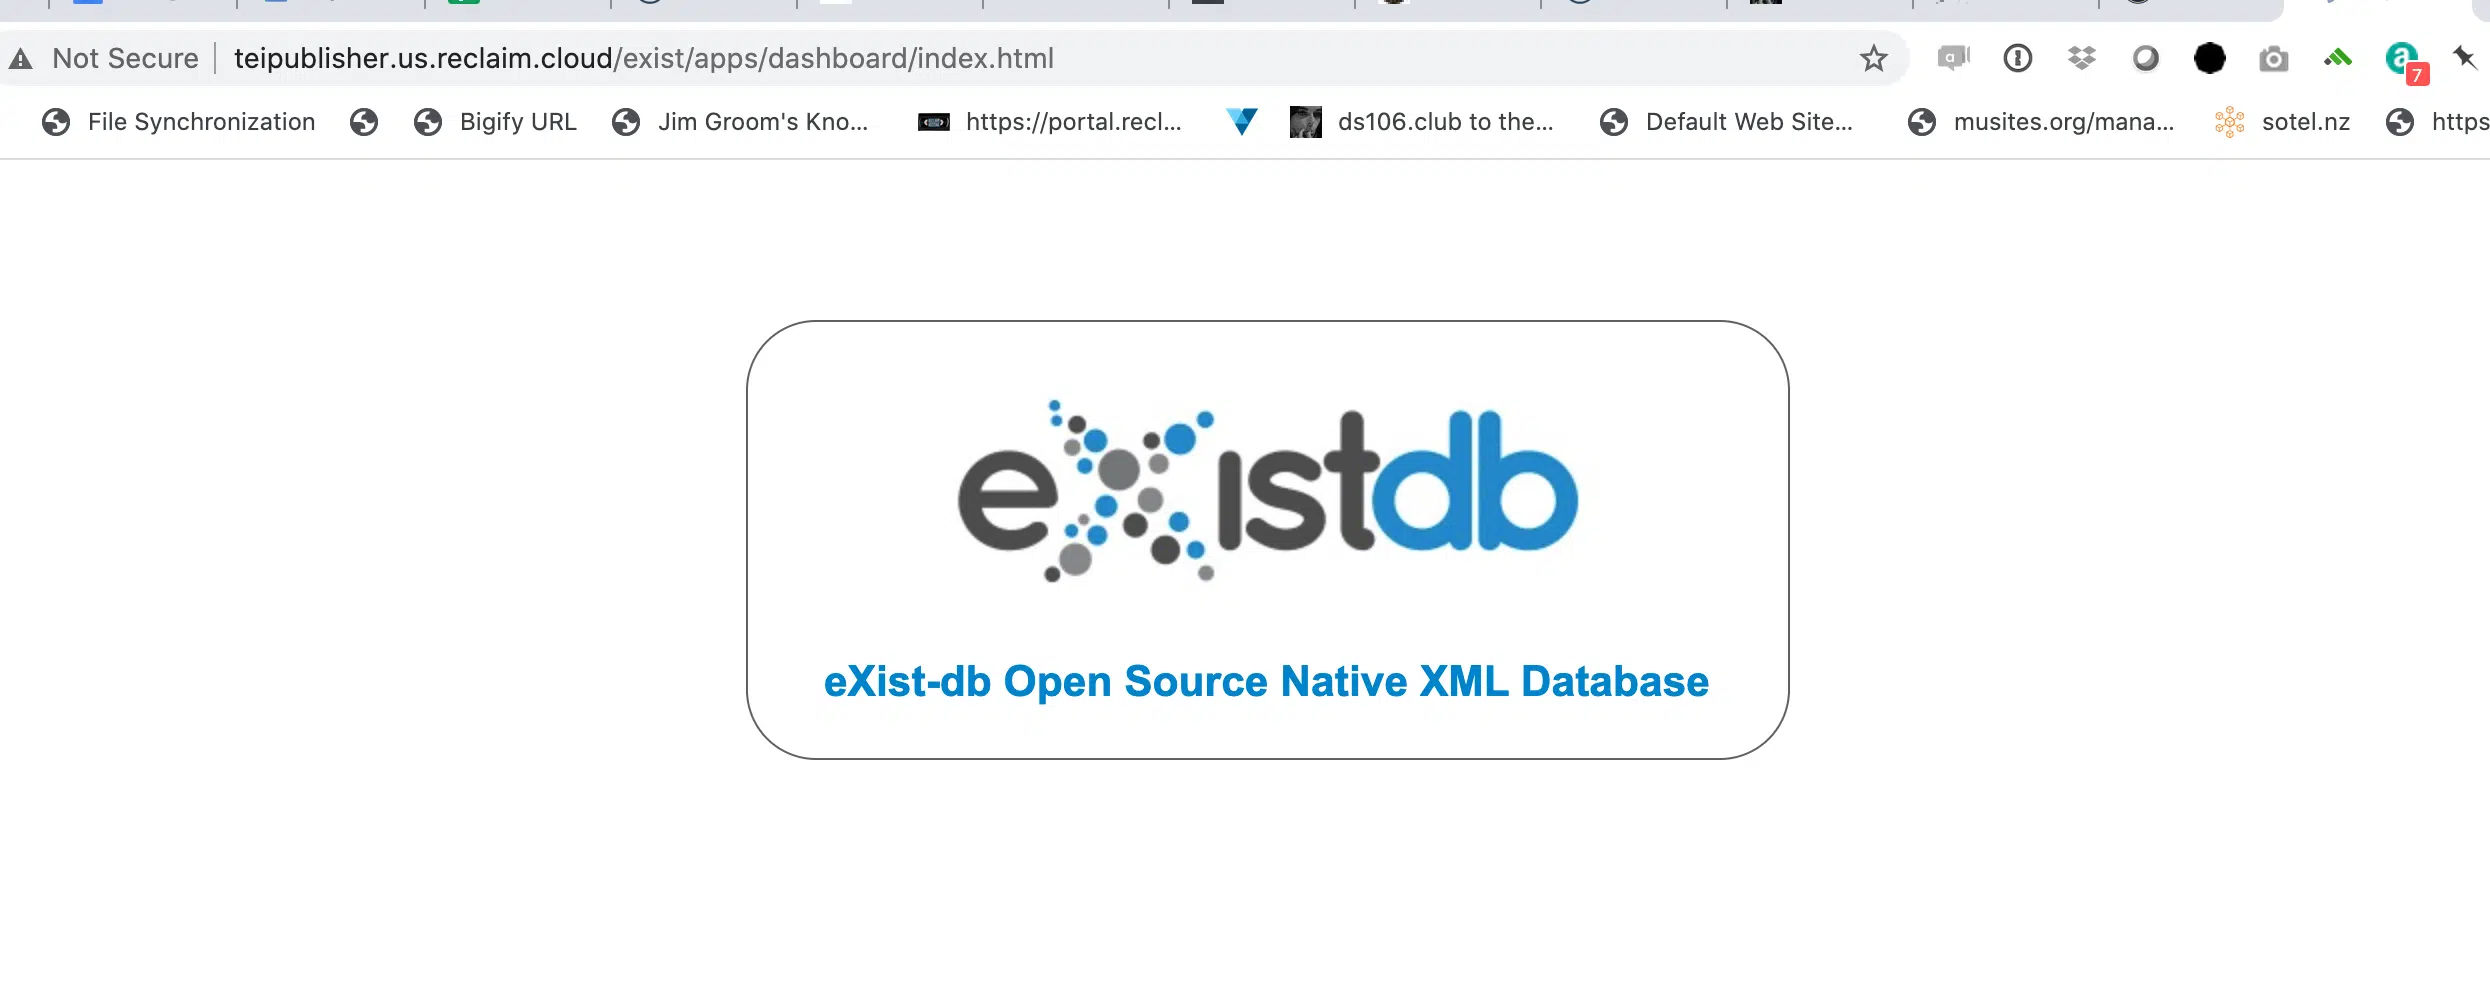 Not Secure teipublisher.us.reclaim.cloud/exist/apps/dashboard/index.html a a 7
File Synchronization Bigify URL Jim Groom's Kno... https://portal.recl... ds106.club to the... Default Web Site... musites.org/mana... sotel.nz https
eXistdb
eXist-db Open Source Native XML Database